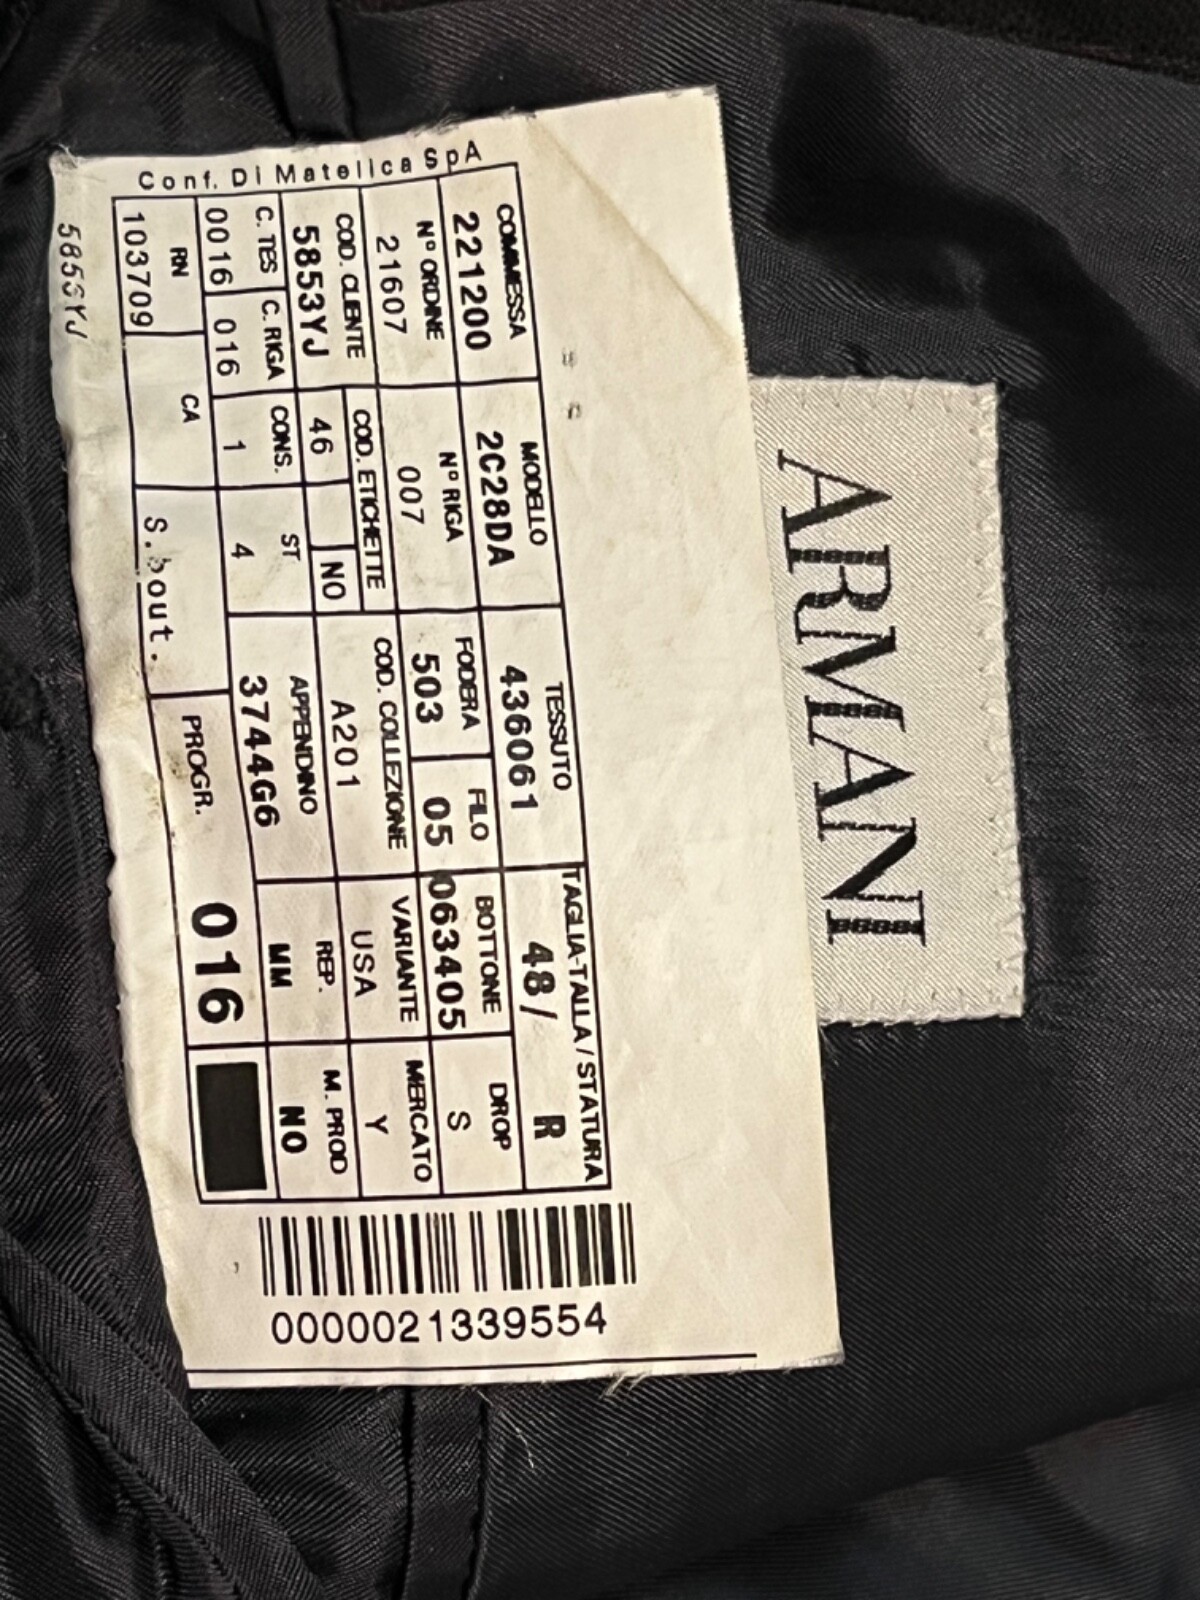 Conf. Di Matelica SpA
COMMESSA MODELLO TESSUTO TAGLIA-TALLA / STATURA
221200 2C28DA 436061 48/ R
Nº ORDINE Nº RIGA FODERA FILO BOTTONE DROP
21607 007 503 05 063405 S
COD. CLIENTE COD. ETICHETTE COD. COLLEZIONE VARIANTE MERCATO
5853YJ 46 NO A201 USA Y
C. TES C. RIGA CONS. ST APPENDINO REP. M. PROD
0016 016 1 4 3744G6 MM NO
RN CA PROGR.
103709 S.bout. 016
5853YJ
0000021339554
ARMANI